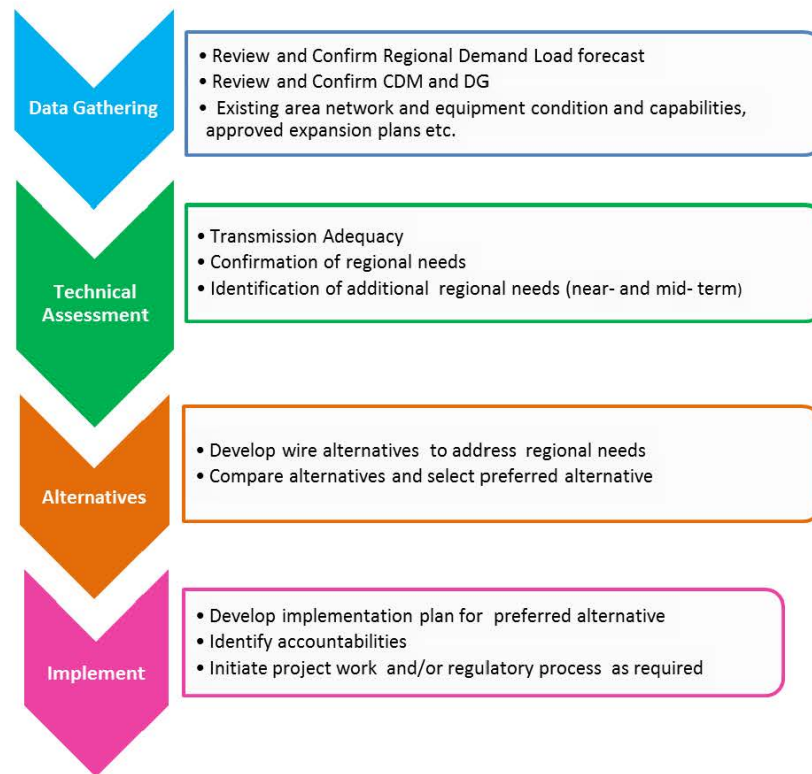 Data Gathering
• Review and Confirm Regional Demand Load forecast
• Review and Confirm CDM and DG
• Existing area network and equipment condition and capabilities,
approved expansion plans etc.
Technical
Assessment
• Transmission Adequacy
• Confirmation of regional needs
• Identification of additional regional needs (near- and mid- term)
Alternatives
• Develop wire alternatives to address regional needs
• Compare alternatives and select preferred alternative
Implement
• Develop implementation plan for preferred alternative
• Identify accountabilities
• Initiate project work and/or regulatory process as required